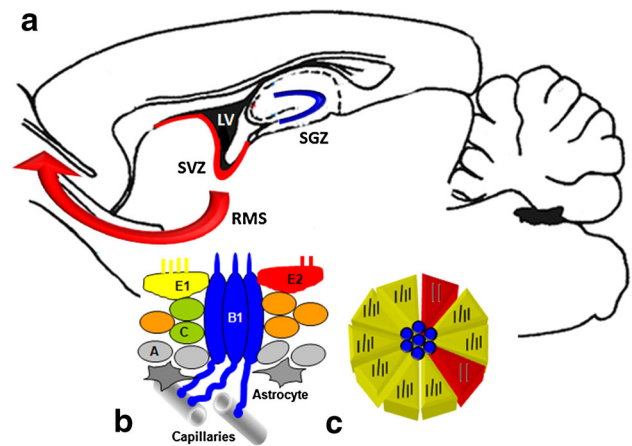 a
LV
SGZ
SVZ
RMS
E1
E2
B1
C
A
Astrocyte
b
c
Capillaries